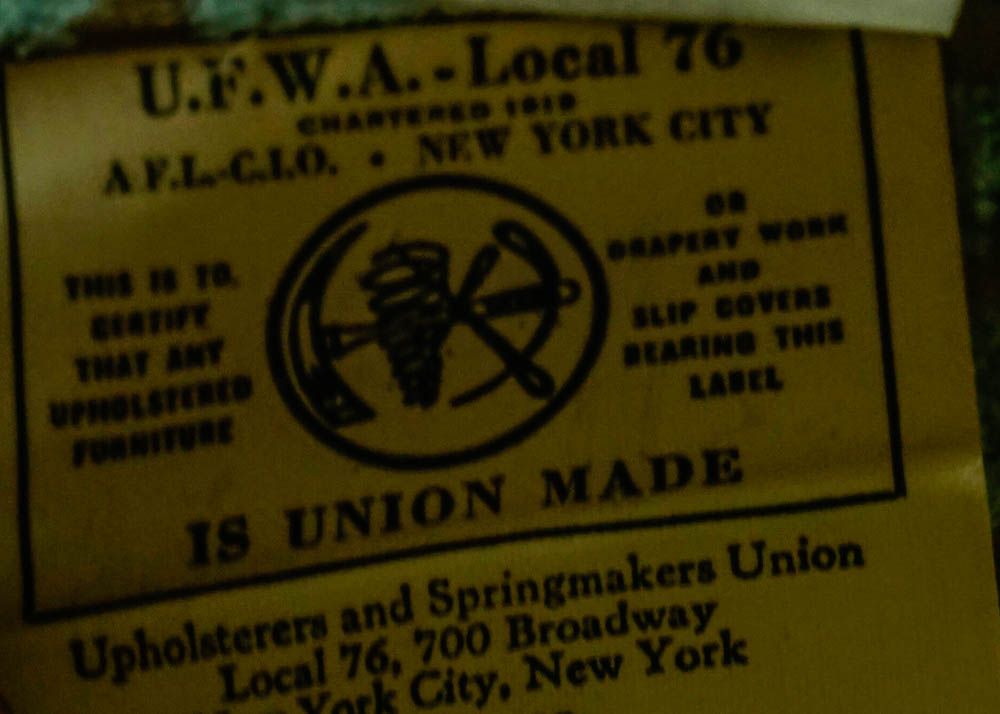 U.F.W.A. - Local 76
CHARTERED 1919
A.F.L.-C.I.O. • NEW YORK CITY
THIS IS TO
CERTIFY
THAT ANY
UPHOLSTERED
FURNITURE
OR
DRAPERY WORK
AND
SLIP COVERS
BEARING THIS
LABEL
IS UNION MADE
Upholsterers and Springmakers Union
Local 76, 700 Broadway
New York City, New York